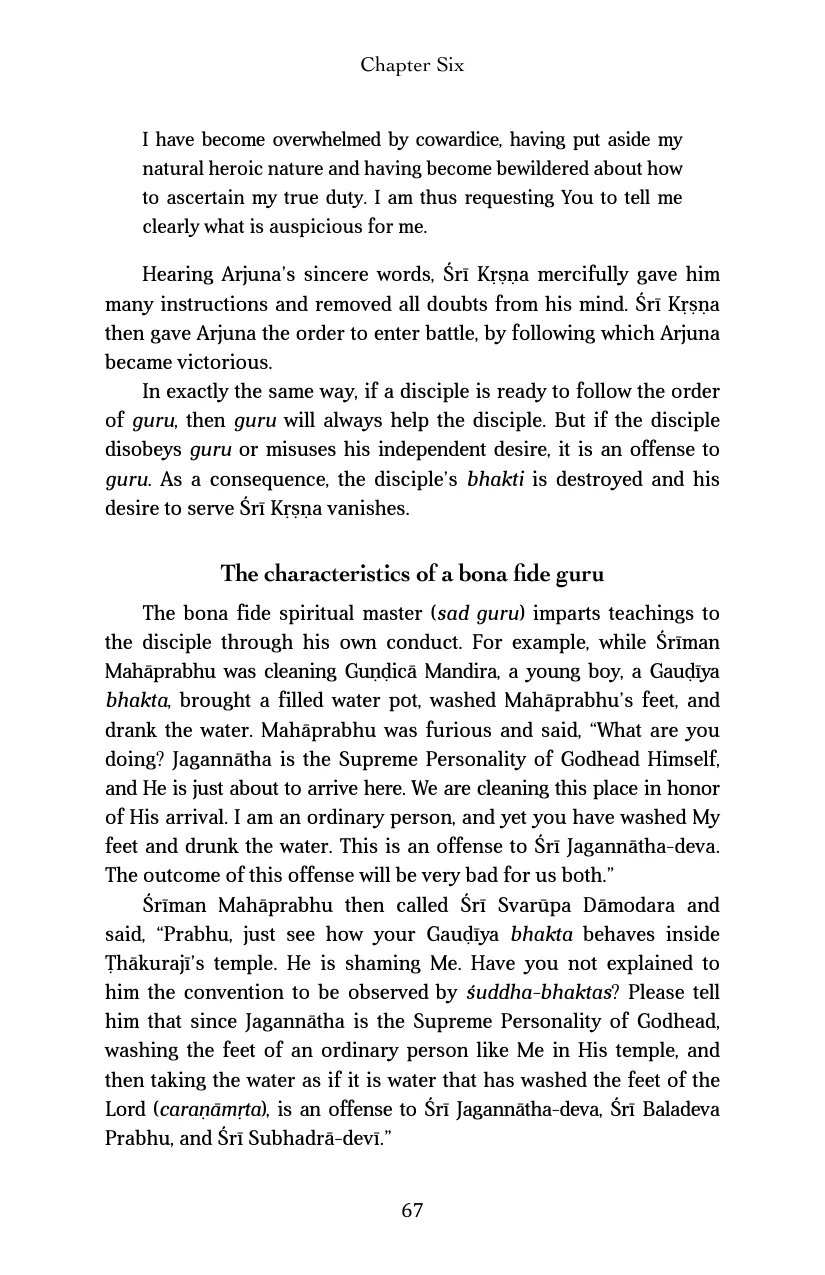 Chapter Six
I have become overwhelmed by cowardice, having put aside my
natural heroic nature and having become bewildered about how
to ascertain my true duty. I am thus requesting You to tell me
clearly what is auspicious for me.
Hearing Arjuna’s sincere words, Śrī Kṛṣṇa mercifully gave him
many instructions and removed all doubts from his mind. Śrī Kṛṣṇa
then gave Arjuna the order to enter battle, by following which Arjuna
became victorious.
In exactly the same way, if a disciple is ready to follow the order
of guru, then guru will always help the disciple. But if the disciple
disobeys guru or misuses his independent desire, it is an offense to
guru. As a consequence, the disciple’s bhakti is destroyed and his
desire to serve Śrī Kṛṣṇa vanishes.
The characteristics of a bona fide guru
The bona fide spiritual master (sad guru) imparts teachings to
the disciple through his own conduct. For example, while Śrīman
Mahāprabhu was cleaning Guṇḍicā Mandira, a young boy, a Gauḍīya
bhakta, brought a filled water pot, washed Mahāprabhu’s feet, and
drank the water. Mahāprabhu was furious and said, “What are you
doing? Jagannātha is the Supreme Personality of Godhead Himself,
and He is just about to arrive here. We are cleaning this place in honor
of His arrival. I am an ordinary person, and yet you have washed My
feet and drunk the water. This is an offense to Śrī Jagannātha-deva.
The outcome of this offense will be very bad for us both.”
Śrīman Mahāprabhu then called Śrī Svarūpa Dāmodara and
said, “Prabhu, just see how your Gauḍīya bhakta behaves inside
Ṭhākurajī’s temple. He is shaming Me. Have you not explained to
him the convention to be observed by śuddha-bhaktas? Please tell
him that since Jagannātha is the Supreme Personality of Godhead,
washing the feet of an ordinary person like Me in His temple, and
then taking the water as if it is water that has washed the feet of the
Lord (caraṇāmṛta), is an offense to Śrī Jagannātha-deva, Śrī Baladeva
Prabhu, and Śrī Subhadrā-devī.”
67